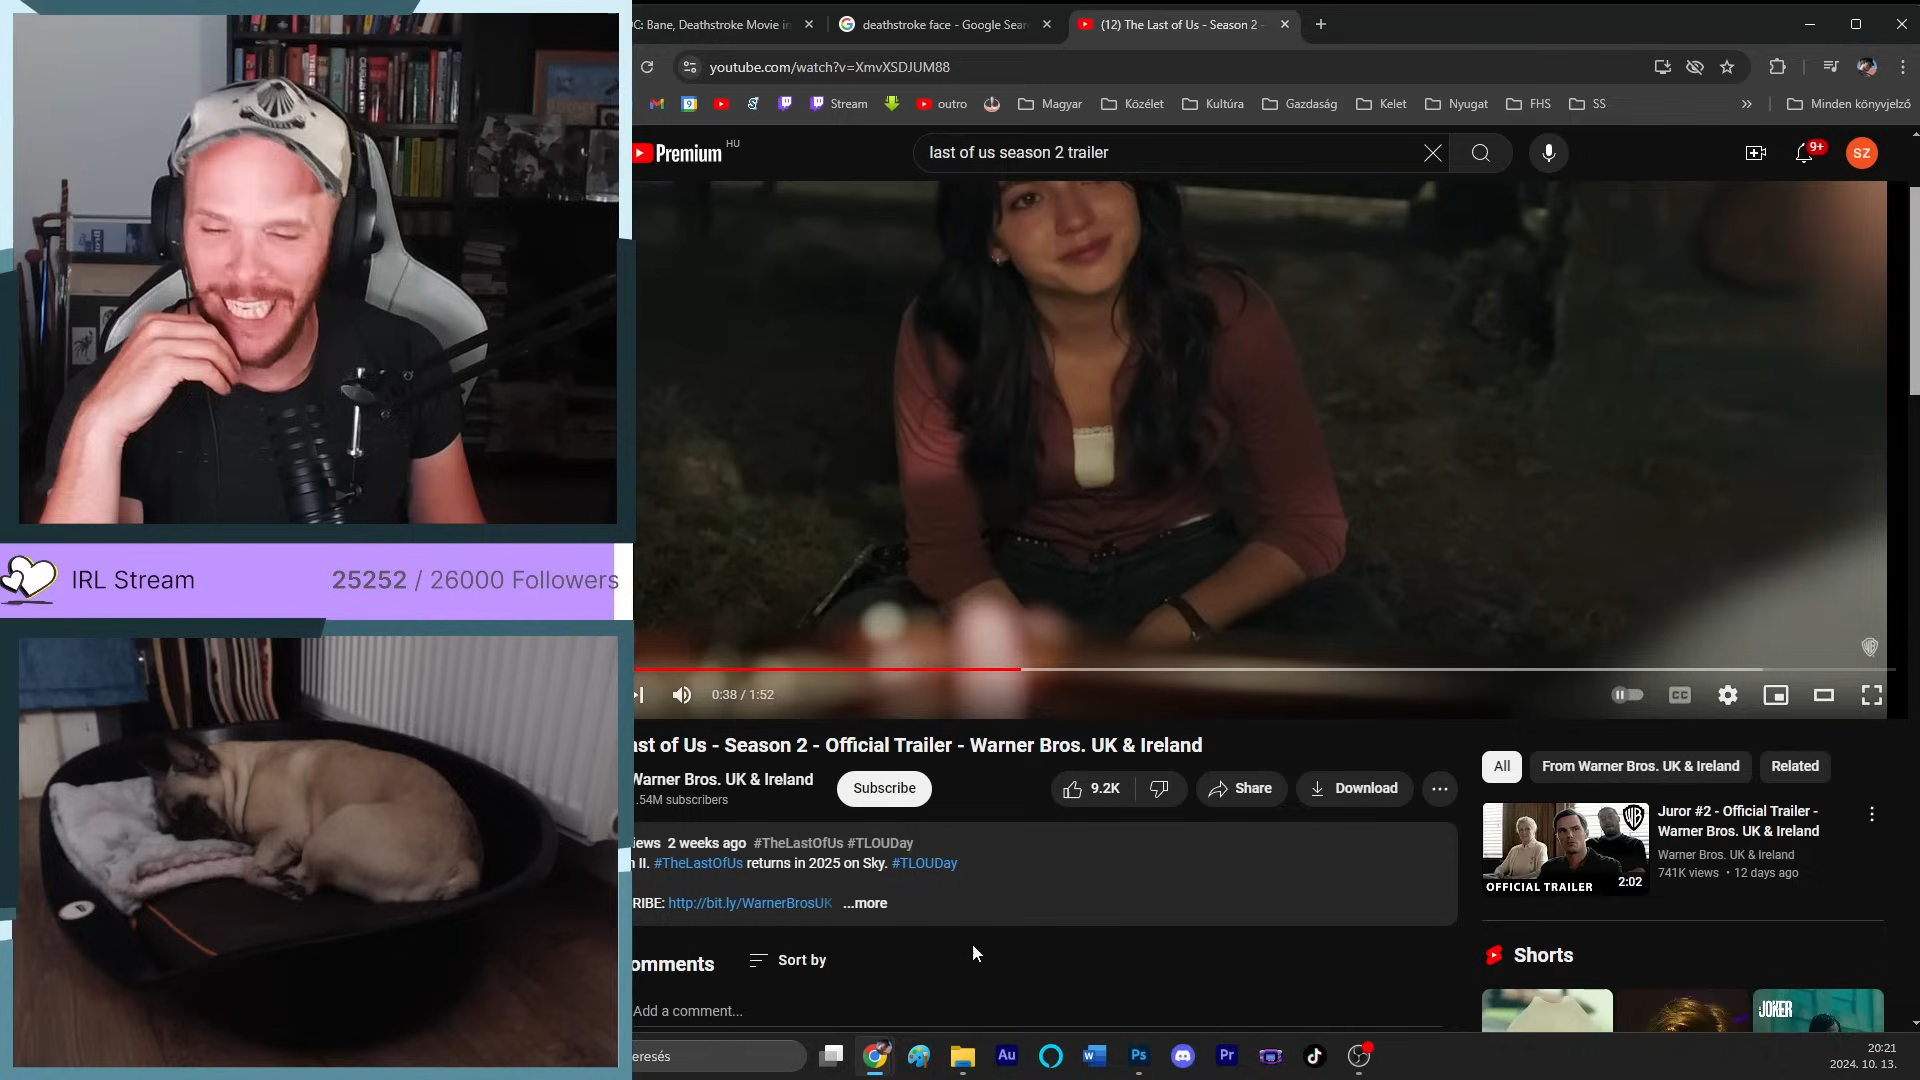 C: Bane, Deathstroke Movie in
deathstroke face - Google Sear
(12) The Last of Us - Season 2 -
youtube.com/watch?v=XmvXSDJUM88
Stream
outro
Magyar
Közélet
Kultúra
Gazdaság
Kelet
Nyugat
FHS
SS
Minden könyvjelző
Premium HU
last of us season 2 trailer
9+
SZ
IRL Stream 25252 / 26000 Followers
0:38 / 1:52
CC
ast of Us - Season 2 - Official Trailer - Warner Bros. UK & Ireland
Warner Bros. UK & Ireland
.54M subscribers
Subscribe
9.2K
Share
Download
iews 2 weeks ago #TheLastofUs #TLOUDay
n II. #TheLastOfUs returns in 2025 on Sky. #TLOUDay
RIBE: http://bit.ly/WarnerBrosUK ...more
omments
Sort by
Add a comment...
All
From Warner Bros. UK & Ireland
Related
OFFICIAL TRAILER
2:02
Juror #2 - Official Trailer -
Warner Bros. UK & Ireland
Warner Bros. UK & Ireland
741K views • 12 days ago
Shorts
JOKER
eresés
Au
Ps
Pr
20:21
2024. 10. 13.